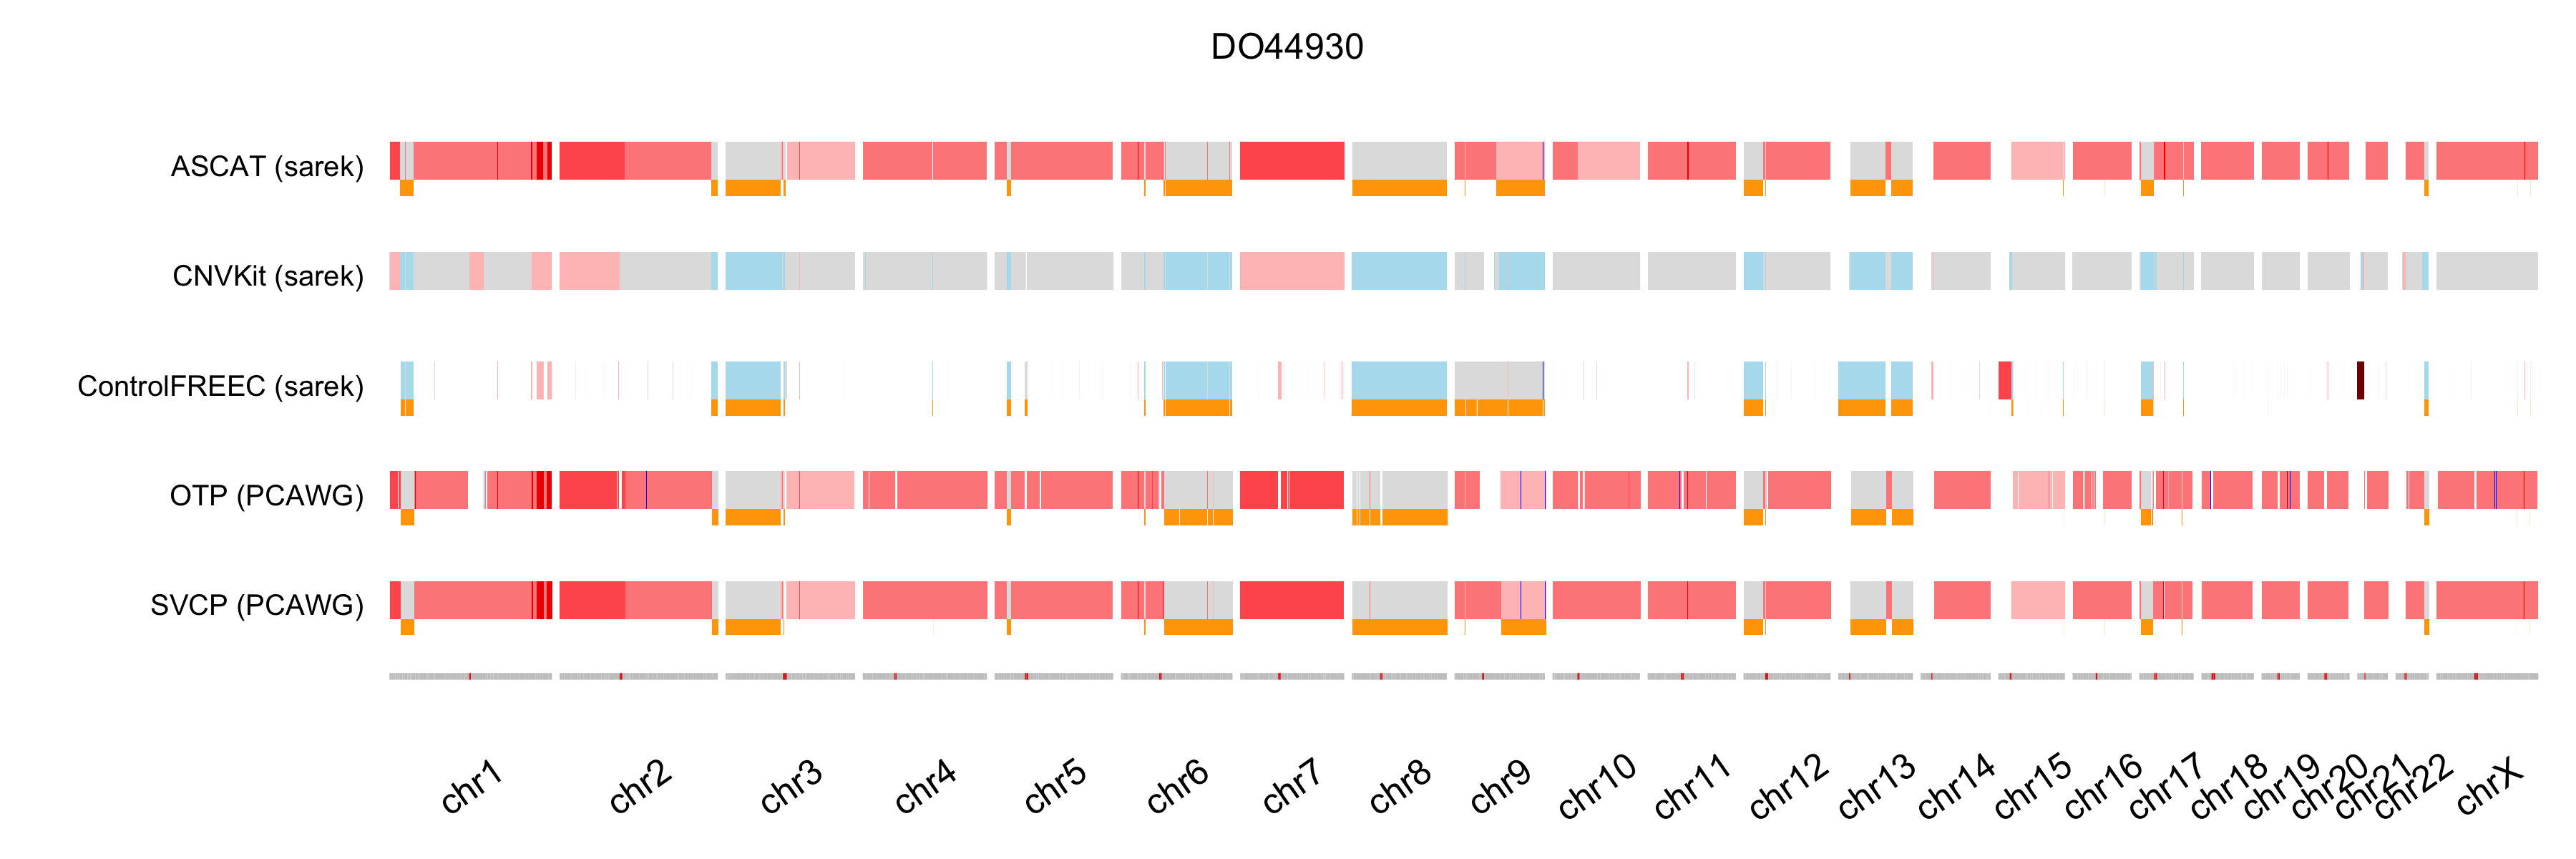 DO44930
ASCAT (sarek)
CNVKit (sarek)
ControlFREEC (sarek)
OTP (PCAWG)
SVCP (PCAWG)
chr1
chr2
chr3
chr4
chr5
chr6
chr7
chr8
chr9
chr10
chr11
chr12
chr13
chr14
chr15
chr16
chr17
chr18
chr19
chr20
chr21
chr22
chrX